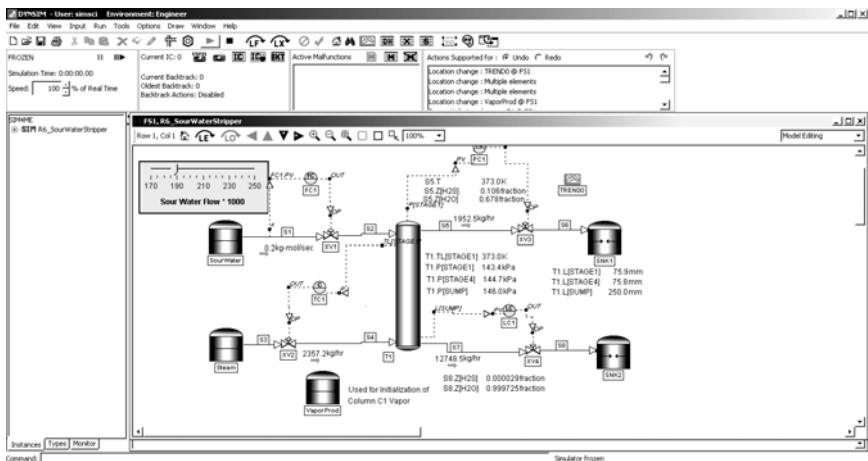 DYNSIM - User: simsci Environment: Engineer
File Edit View Input Run Tools Options Draw Window Help
FROZEN
Simulation Time: 0:00:00.00
Speed: 100 % of Real Time
Current IC: 0
Current Backtrack: 0
Oldest Backtrack: 0
Backtrack Actions: Disabled
Active Malfunctions
Actions Supported for : Undo Redo
Location change : TREND0 @ FS1
Location change : Multiple elements
Location change : Multiple elements
Location change : VaporProd @ FS1
SIM4ME
SIM R6_SourWaterStripper
FS1, R6_SourWaterStripper
Row 1, Col 1
100%
Model Editing
170 190 210 230 250
Sour Water Flow * 1000
FC1.PV
OUT
FC1
OP
S1
S2
0.2kg-mol/sec
XV1
SourWater
PV
PC1
P[STAGE1]
S5.T 373.0K
S5.Z[H2S] 0.106fraction
S5.Z[H2O] 0.678fraction
TREND0
OP
S5
1952.5kg/hr
S6
XV3
SNK1
T1.TL[STAGE1] 373.0K
T1.P[STAGE1] 143.4kPa
T1.P[STAGE4] 144.7kPa
T1.P[SUMP] 146.0kPa
T1.L[STAGE1] 75.9mm
T1.L[STAGE4] 75.8mm
T1.L[SUMP] 250.0mm
OUT
TC1
OP
S3
S4
XV2
2357.2kg/hr
Steam
T1
L[SUMP]
LC1
OUT
OP
S7
12748.5kg/hr
XV4
S8
SNK2
S8.Z[H2S] 0.000029fraction
S8.Z[H2O] 0.999725fraction
VaporProd
Used for Initialization of
Column C1 Vapor
Instances Types Monitor
Command:
Simulator frozen